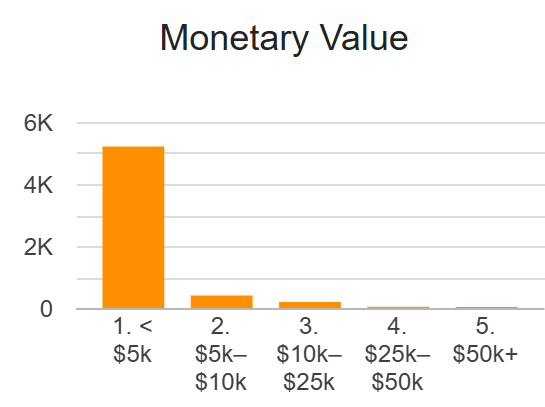 Monetary Value
6K
4K
2K
0
1. <
$5k
2.
$5k–
$10k
3.
$10k–
$25k
4.
$25k–
$50k
5.
$50k+